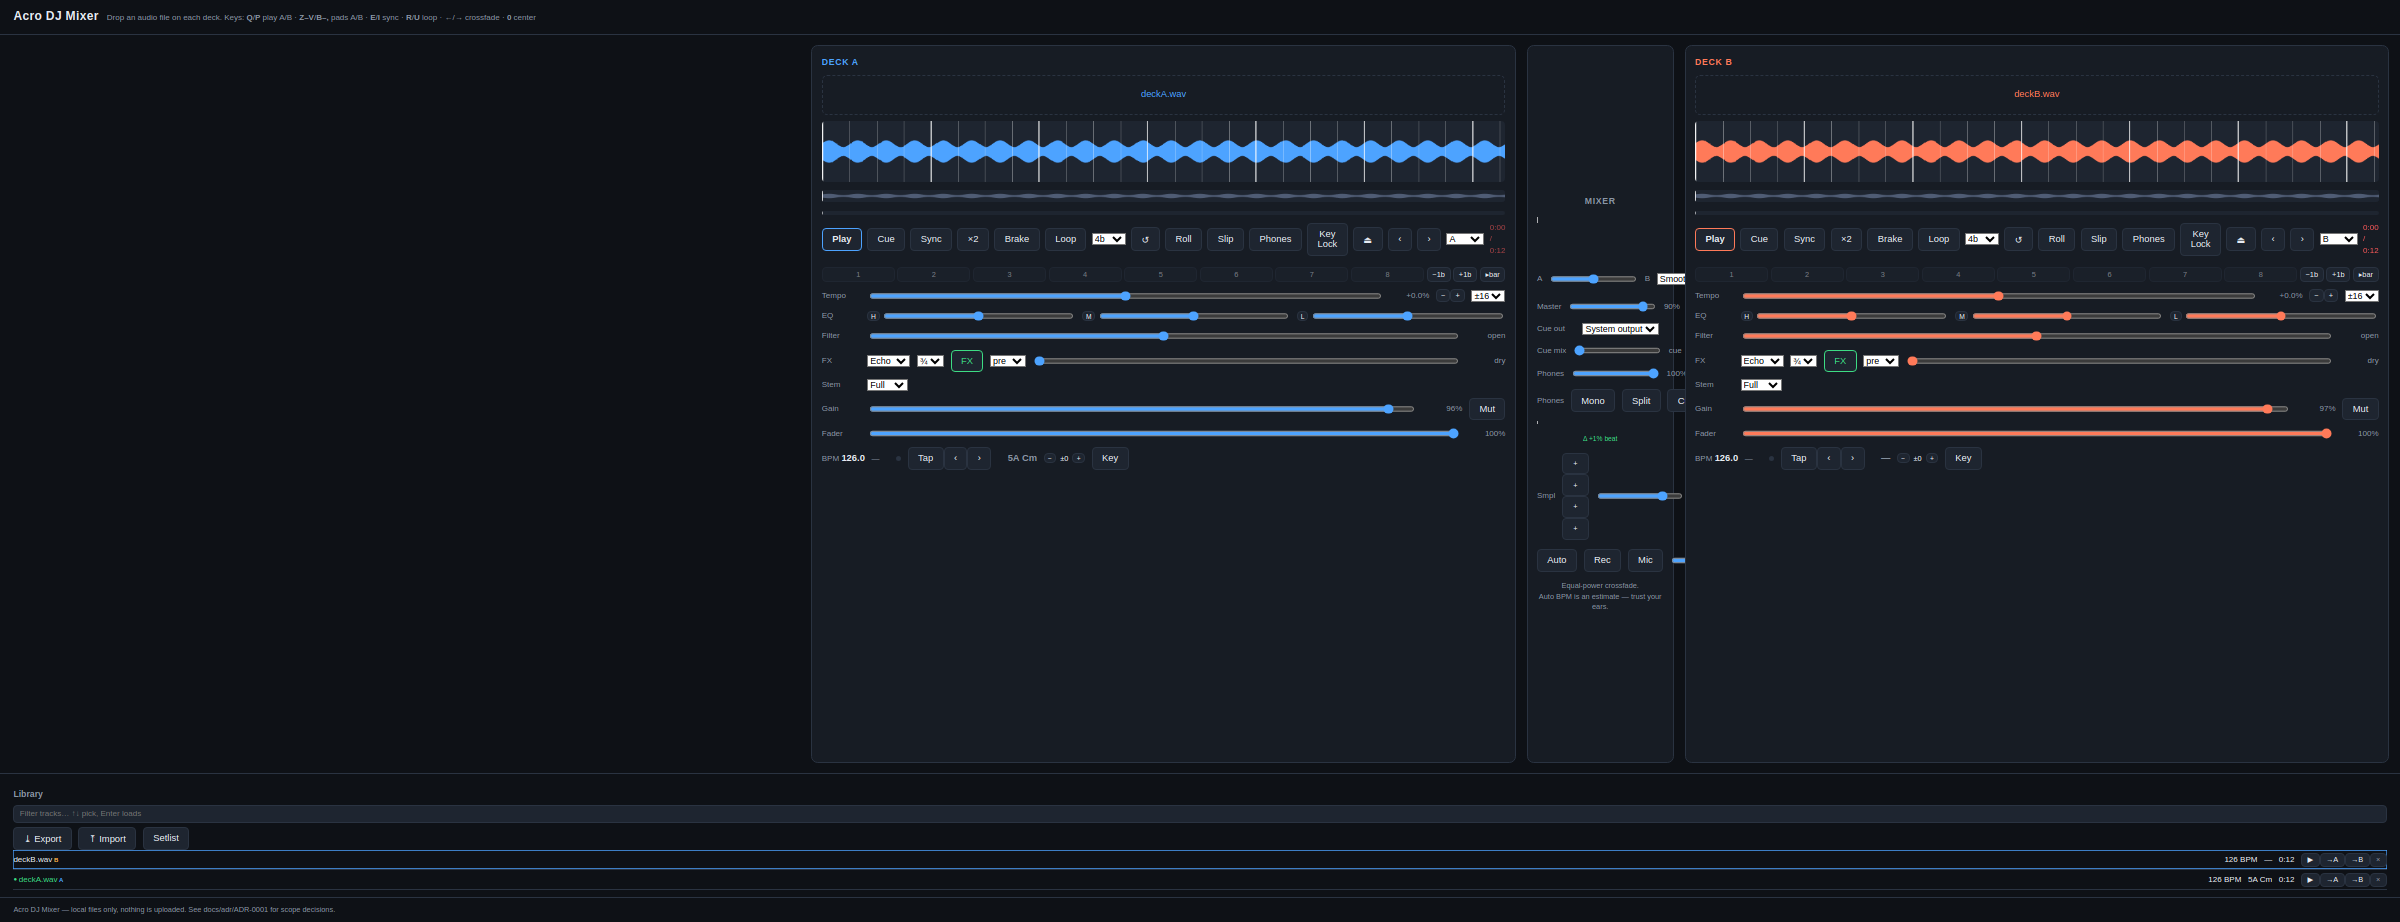 Acro DJ Mixer Drop an audio file on each deck. Keys: Q/P play A/B · Z–V/B–, pads A/B · E/I sync · R/U loop · ←/→ crossfade · 0 center
DECK A
deckA.wav
Play Cue Sync ×2 Brake Loop 4b ↺ Roll Slip Phones Key Lock ⏏ ‹ › A 0:00 / 0:12
1 2 3 4 5 6 7 8 −1b +1b ▸bar
Tempo +0.0% − + ±16
EQ H M L
Filter open
FX Echo ¾ FX pre dry
Stem Full
Gain 96% Mut
Fader 100%
BPM 126.0 — Tap ‹ › 5A Cm − ±0 + Key
MIXER
A B Smoot
Master 90%
Cue out System output
Cue mix cue
Phones 100%
Phones Mono Split C
Δ +1% beat
+
+
Smpl
+
+
Auto Rec Mic
Equal-power crossfade.
Auto BPM is an estimate — trust your
ears.
DECK B
deckB.wav
Play Cue Sync ×2 Brake Loop 4b ↺ Roll Slip Phones Key Lock ⏏ ‹ › B 0:00 / 0:12
1 2 3 4 5 6 7 8 −1b +1b ▸bar
Tempo +0.0% − + ±16
EQ H M L
Filter open
FX Echo ¾ FX pre dry
Stem Full
Gain 97% Mut
Fader 100%
BPM 126.0 — Tap ‹ › — − ±0 + Key
Library
Filter tracks… ↑↓ pick, Enter loads
⤓ Export ⤒ Import Setlist
deckB.wav B 126 BPM — 0:12 ▶ →A →B ×
• deckA.wav A 126 BPM 5A Cm 0:12 ▶ →A →B ×
Acro DJ Mixer — local files only, nothing is uploaded. See docs/adr/ADR-0001 for scope decisions.